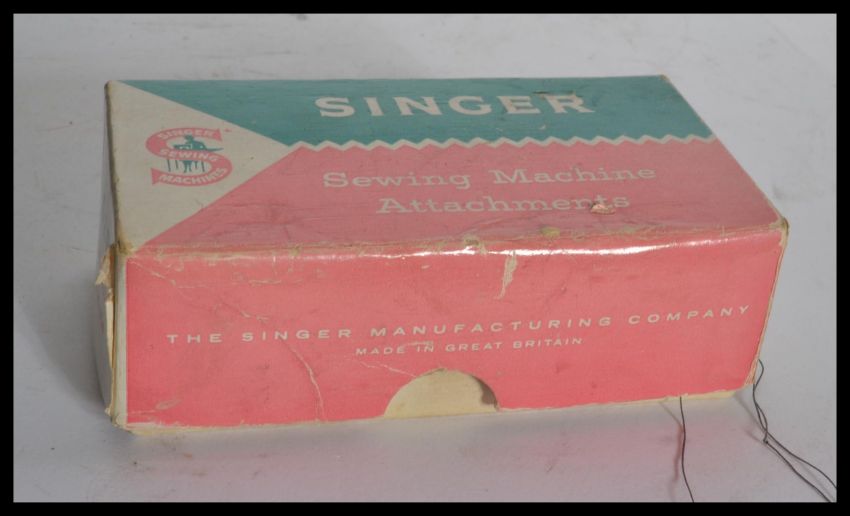 SINGER
SINGER
SEWING
MACHINES
Sewing Machine
Attachments
THE SINGER MANUFACTURING COMPANY
MADE IN GREAT BRITAIN